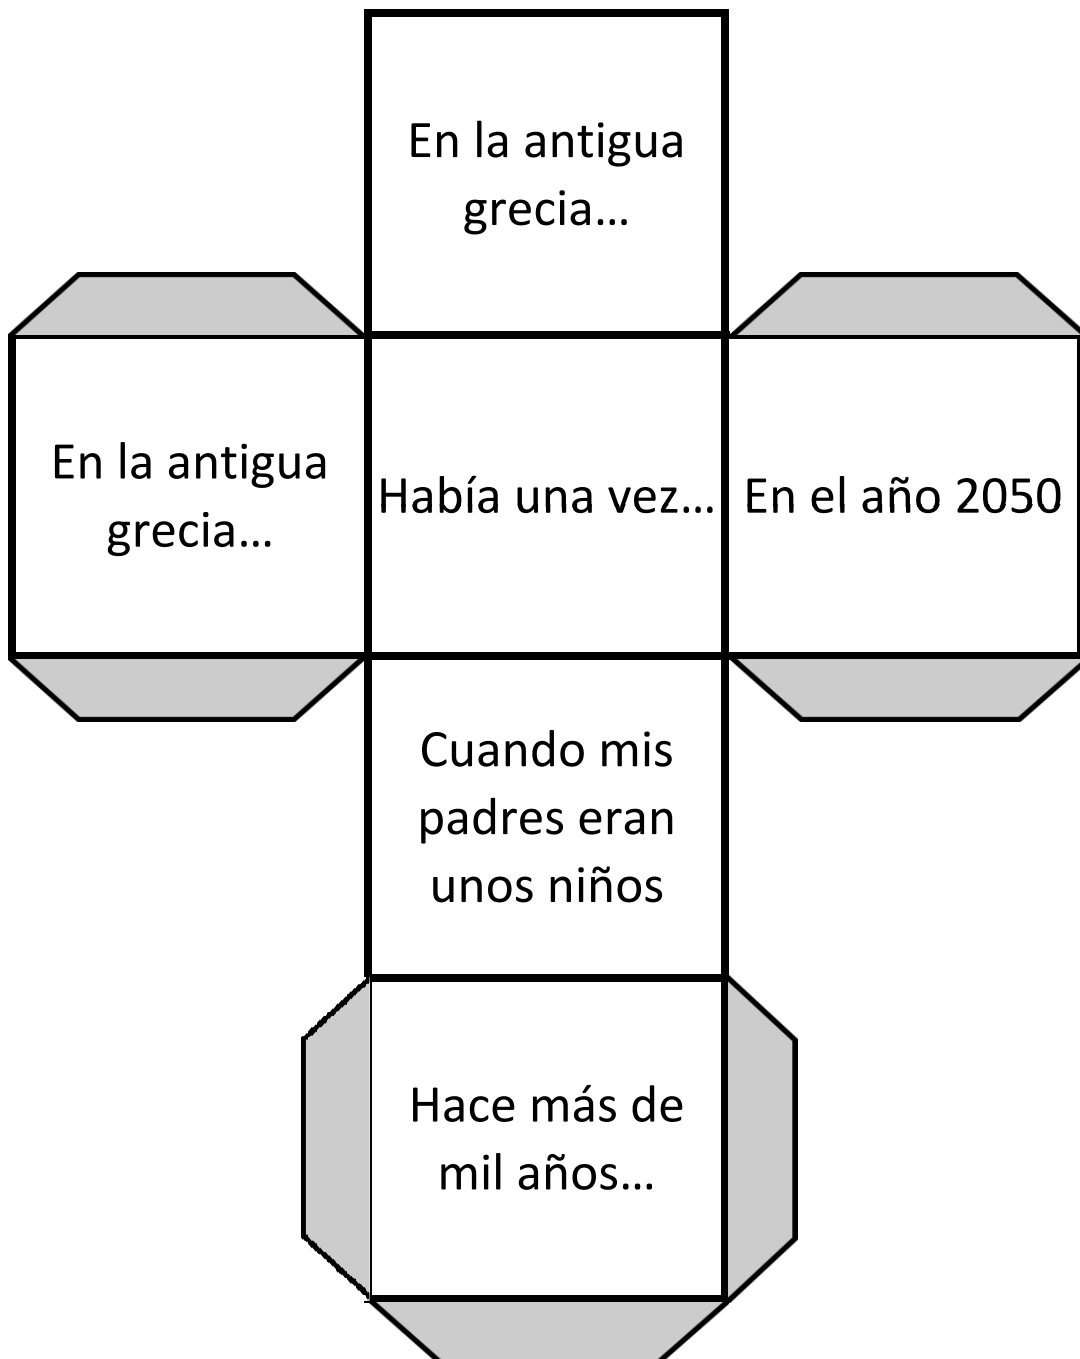 En la antigua
grecia...
En la antigua
grecia...
Había una vez...
En el año 2050
Cuando mis
padres eran
unos niños
Hace más de
mil años...